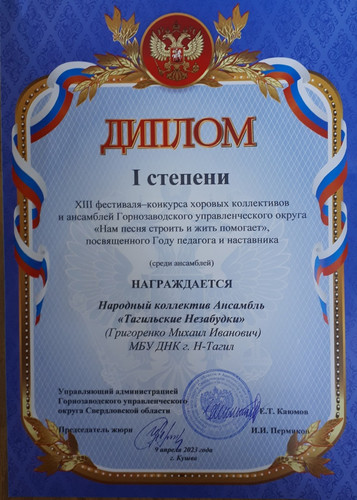 ДИПЛОМ
I степени
XIII фестиваля–конкурса хоровых коллективов
и ансамблей Горнозаводского управленческого округа
«Нам песня строить и жить помогает»,
посвященного Году педагога и наставника
(среди ансамблей)
НАГРАЖДАЕТСЯ
Народный коллектив Ансамбль
«Тагильские Незабудки»
(Григоренко Михаил Иванович)
МБУ ДНК г. Н-Тагил
Управляющий администрацией
Горнозаводского управленческого
округа Свердловской области Е.Т. Каюмов
Председатель жюри И.И. Пермяков
9 апреля 2023 года
г. Кушва